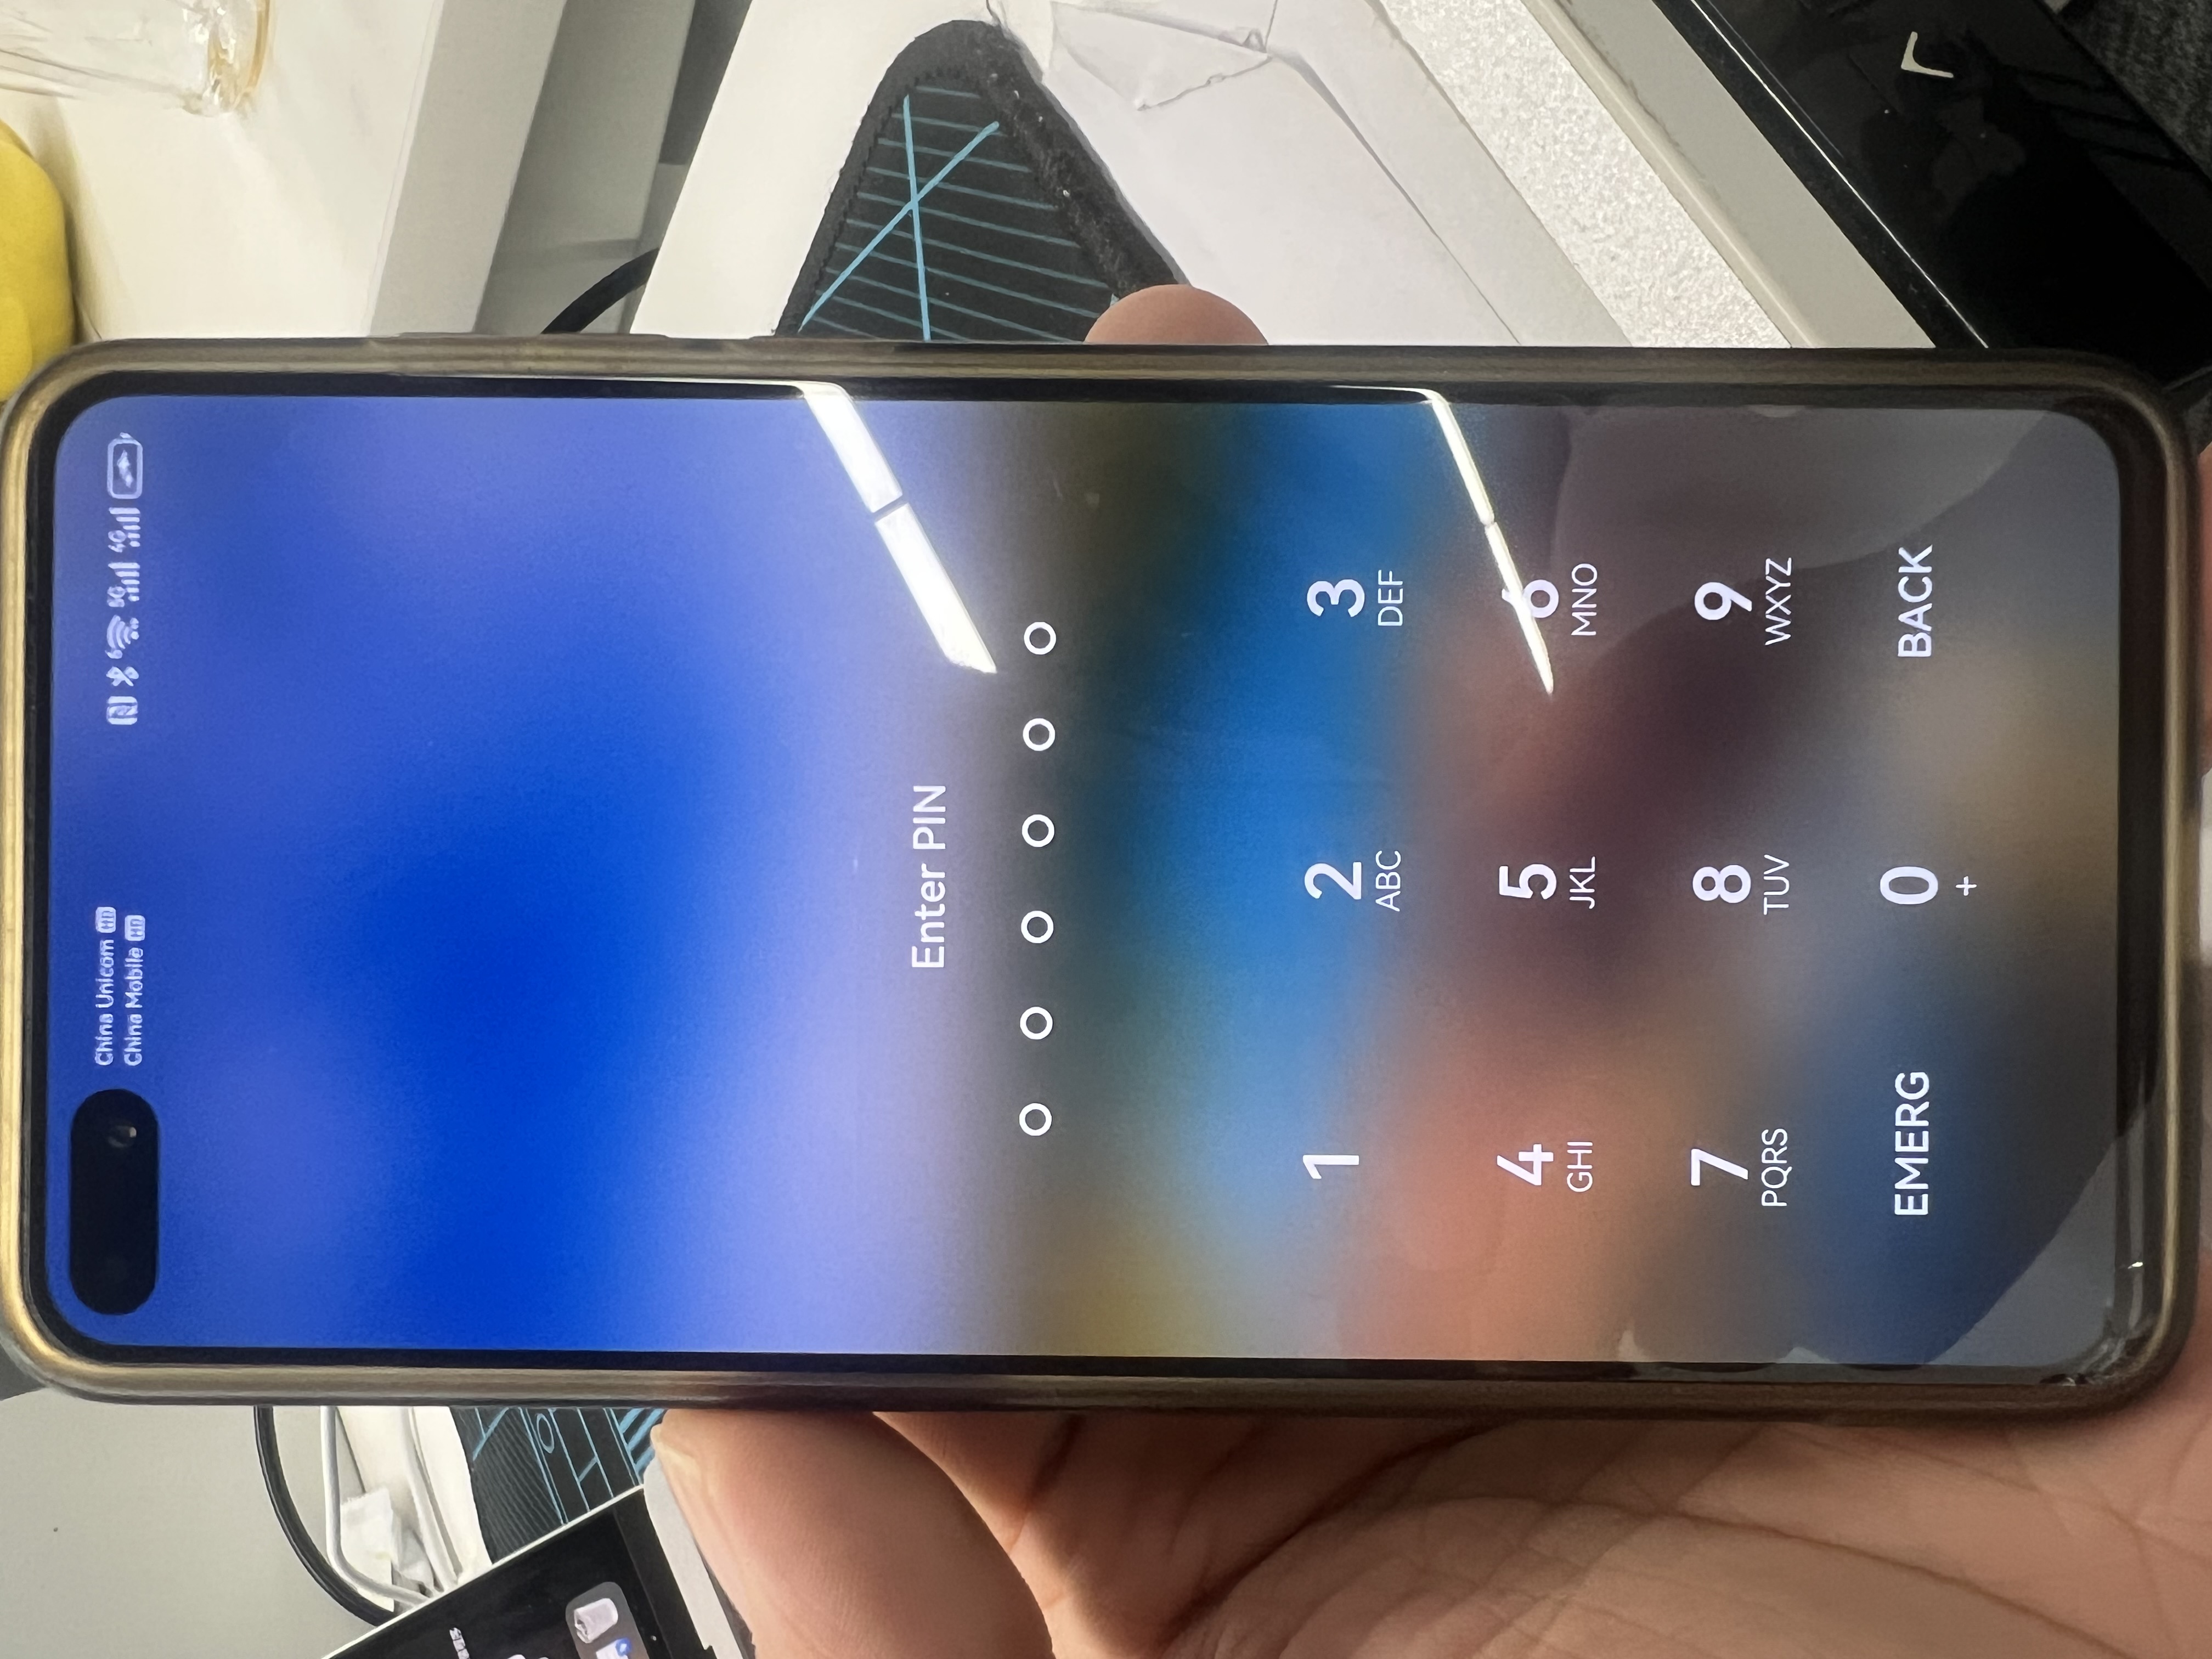 China Unicom HD
China Mobile HD
6 5G 4G
Enter PIN
1
2
3
ABC
DEF
4
5
6
GHI
JKL
MNO
7
8
9
PQRS
TUV
WXYZ
EMERG
0
BACK
+